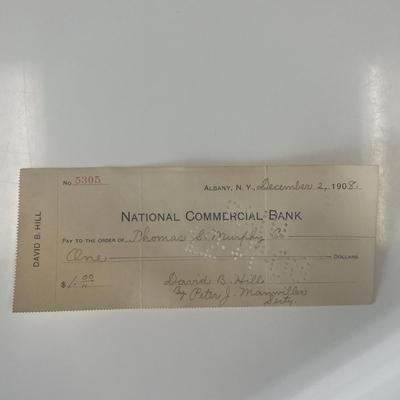 DAVID B. HILL
No. 5305
ALBANY, N. Y., December 2, 1908.
NATIONAL COMMERCIAL BANK
PAY TO THE ORDER OF Thomas S. Murphy Co
One DOLLARS
$1.00
David B. Hill
By Peter J. Manwiller
Secty.